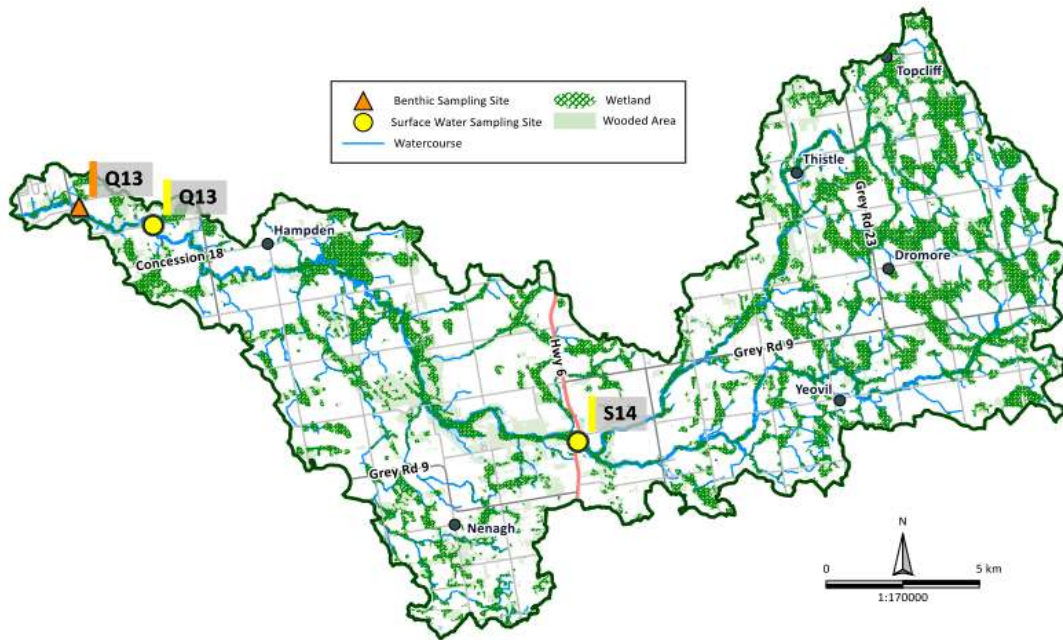 Topcliff
Benthic Sampling Site
Wetland
Surface Water Sampling Site
Wooded Area
Watercourse
Thistle
Q13
Q13
Grey Rd 23
Hampden
Concession 18
Dromore
Hwy 6
Grey Rd 9
Yeovil
S14
Grey Rd 9
Nenagh
N
0
5 km
1:170000